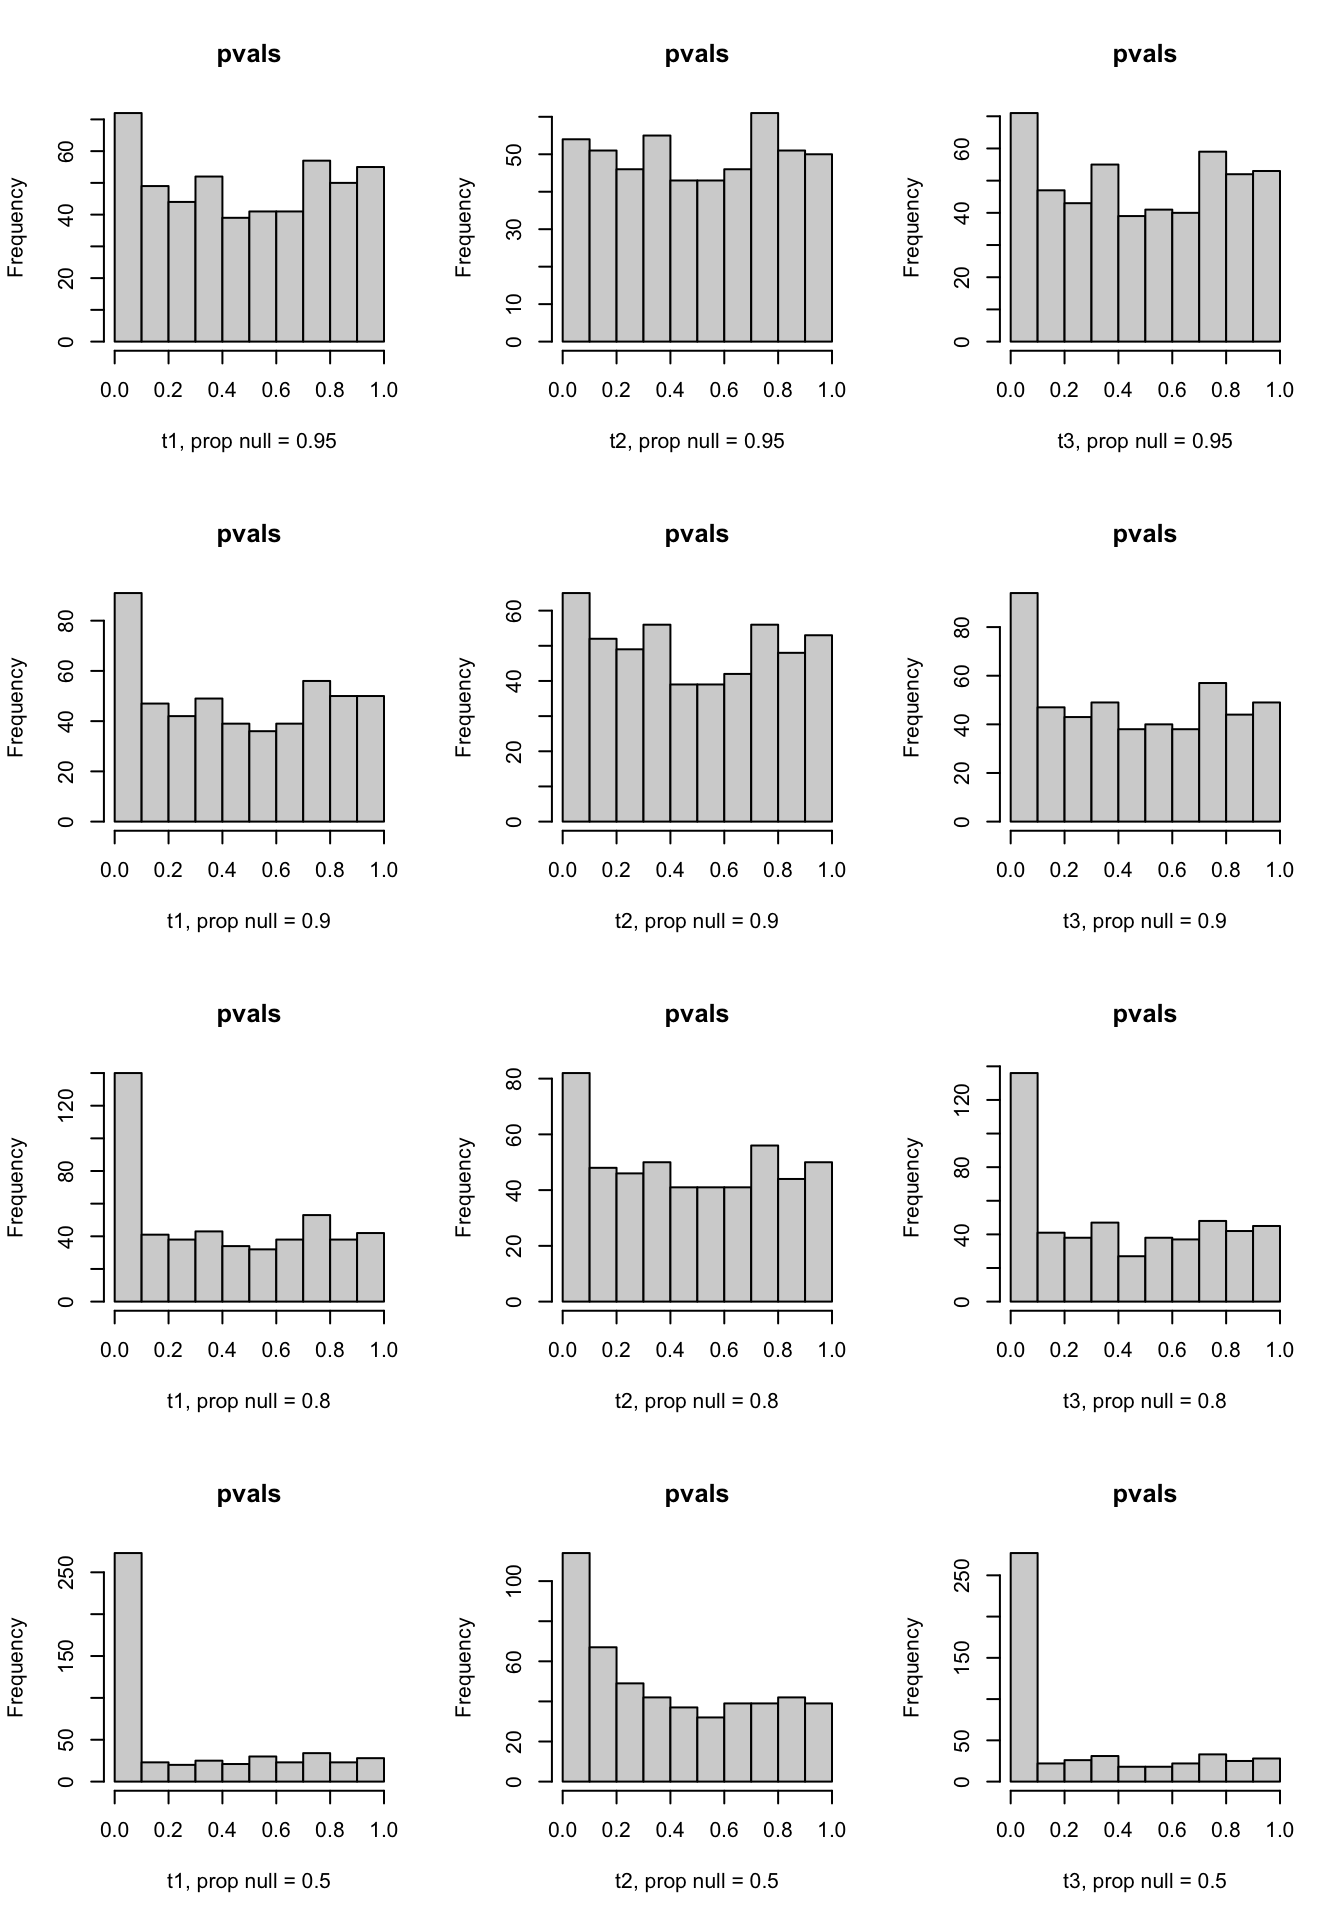 pvals pvals pvals
Frequency Frequency Frequency
0 20 40 60
10 30 50
0
0 20 40 60
0.0 0.2 0.4 0.6 0.8 1.0 0.0 0.2 0.4 0.6 0.8 1.0 0.0 0.2 0.4 0.6 0.8 1.0
t1, prop null = 0.95 t2, prop null = 0.95 t3, prop null = 0.95
pvals pvals pvals
Frequency Frequency Frequency
0 20 40 60 80
0 20 40 60
0 20 40 60 80
0.0 0.2 0.4 0.6 0.8 1.0 0.0 0.2 0.4 0.6 0.8 1.0 0.0 0.2 0.4 0.6 0.8 1.0
t1, prop null = 0.9 t2, prop null = 0.9 t3, prop null = 0.9
pvals pvals pvals
Frequency Frequency Frequency
0 40 80 120
0 20 40 60 80
0 40 80 120
0.0 0.2 0.4 0.6 0.8 1.0 0.0 0.2 0.4 0.6 0.8 1.0 0.0 0.2 0.4 0.6 0.8 1.0
t1, prop null = 0.8 t2, prop null = 0.8 t3, prop null = 0.8
pvals pvals pvals
Frequency Frequency Frequency
0 50 150 250
0 20 60 100
0 50 150 250
0.0 0.2 0.4 0.6 0.8 1.0 0.0 0.2 0.4 0.6 0.8 1.0 0.0 0.2 0.4 0.6 0.8 1.0
t1, prop null = 0.5 t2, prop null = 0.5 t3, prop null = 0.5